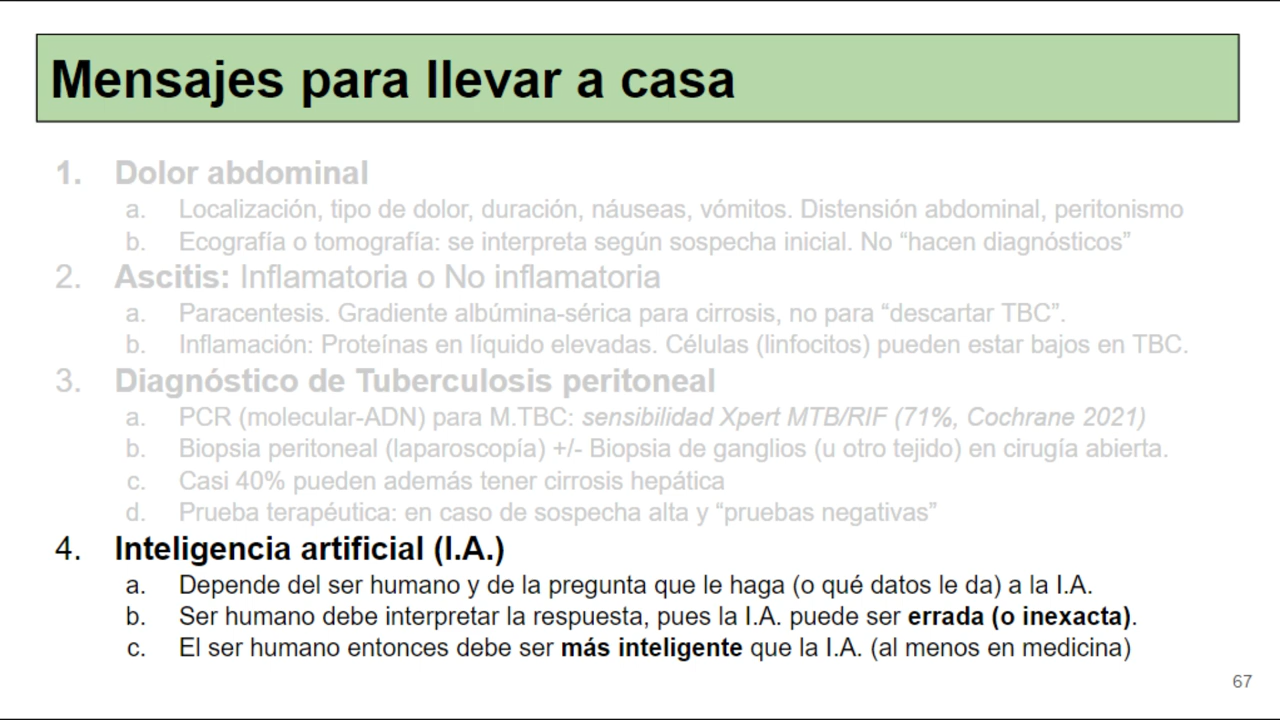 Mensajes para llevar a casa
1. Dolor abdominal
a. Localización, tipo de dolor, duración, náuseas, vómitos. Distensión abdominal, peritonismo
b. Ecografía o tomografía: se interpreta según sospecha inicial. No “hacen diagnósticos”
2. Ascitis: Inflamatoria o No inflamatoria
a. Paracentesis. Gradiente albúmina-sérica para cirrosis, no para “descartar TBC”.
b. Inflamación: Proteínas en líquido elevadas. Células (linfocitos) pueden estar bajos en TBC.
3. Diagnóstico de Tuberculosis peritoneal
a. PCR (molecular-ADN) para M.TBC: sensibilidad Xpert MTB/RIF (71%, Cochrane 2021)
b. Biopsia peritoneal (laparoscopía) +/- Biopsia de ganglios (u otro tejido) en cirugía abierta.
c. Casi 40% pueden además tener cirrosis hepática
d. Prueba terapéutica: en caso de sospecha alta y “pruebas negativas”
4. Inteligencia artificial (I.A.)
a. Depende del ser humano y de la pregunta que le haga (o qué datos le da) a la I.A.
b. Ser humano debe interpretar la respuesta, pues la I.A. puede ser errada (o inexacta).
c. El ser humano entonces debe ser más inteligente que la I.A. (al menos en medicina)
67